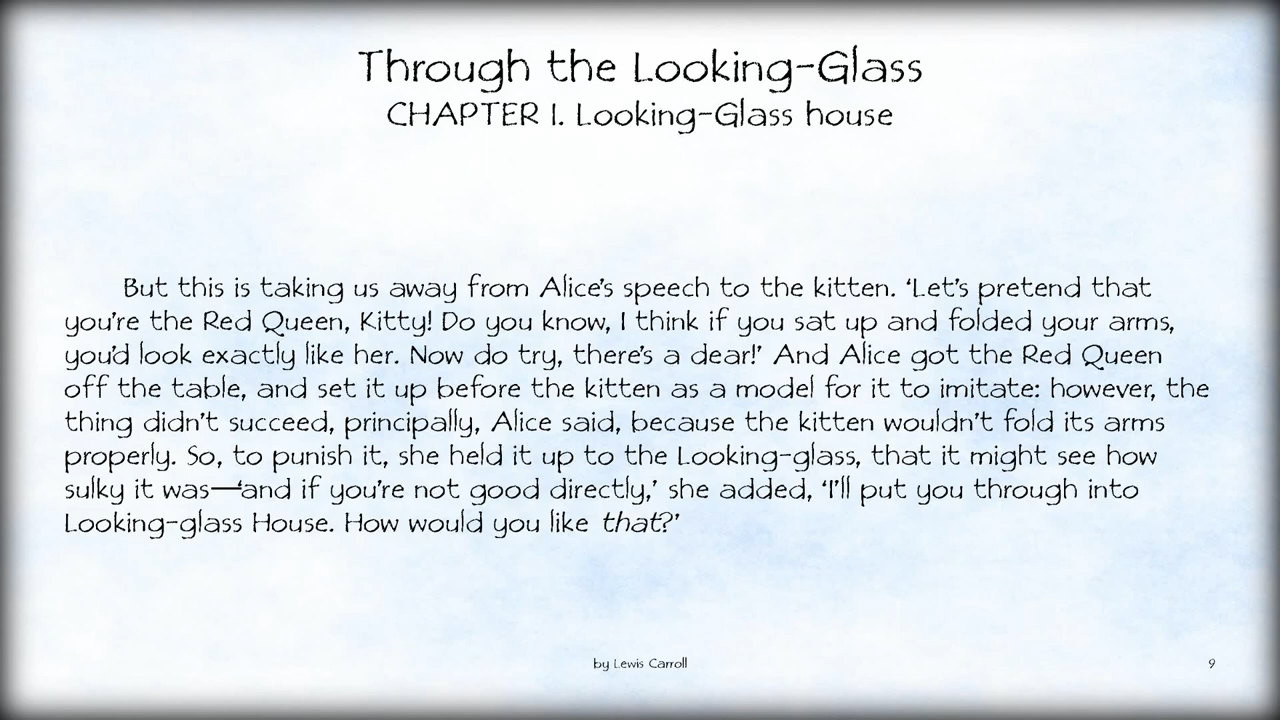 Through the Looking-Glass
CHAPTER I. Looking-Glass house
But this is taking us away from Alice’s speech to the kitten. ‘Let’s pretend that
you’re the Red Queen, Kitty! Do you know, I think if you sat up and folded your arms,
you’d look exactly like her. Now do try, there’s a dear!’ And Alice got the Red Queen
off the table, and set it up before the kitten as a model for it to imitate: however, the
thing didn’t succeed, principally, Alice said, because the kitten wouldn’t fold its arms
properly. So, to punish it, she held it up to the Looking-glass, that it might see how
sulky it was—‘and if you’re not good directly,’ she added, ‘I’ll put you through into
Looking-glass House. How would you like that?’
by Lewis Carroll
9